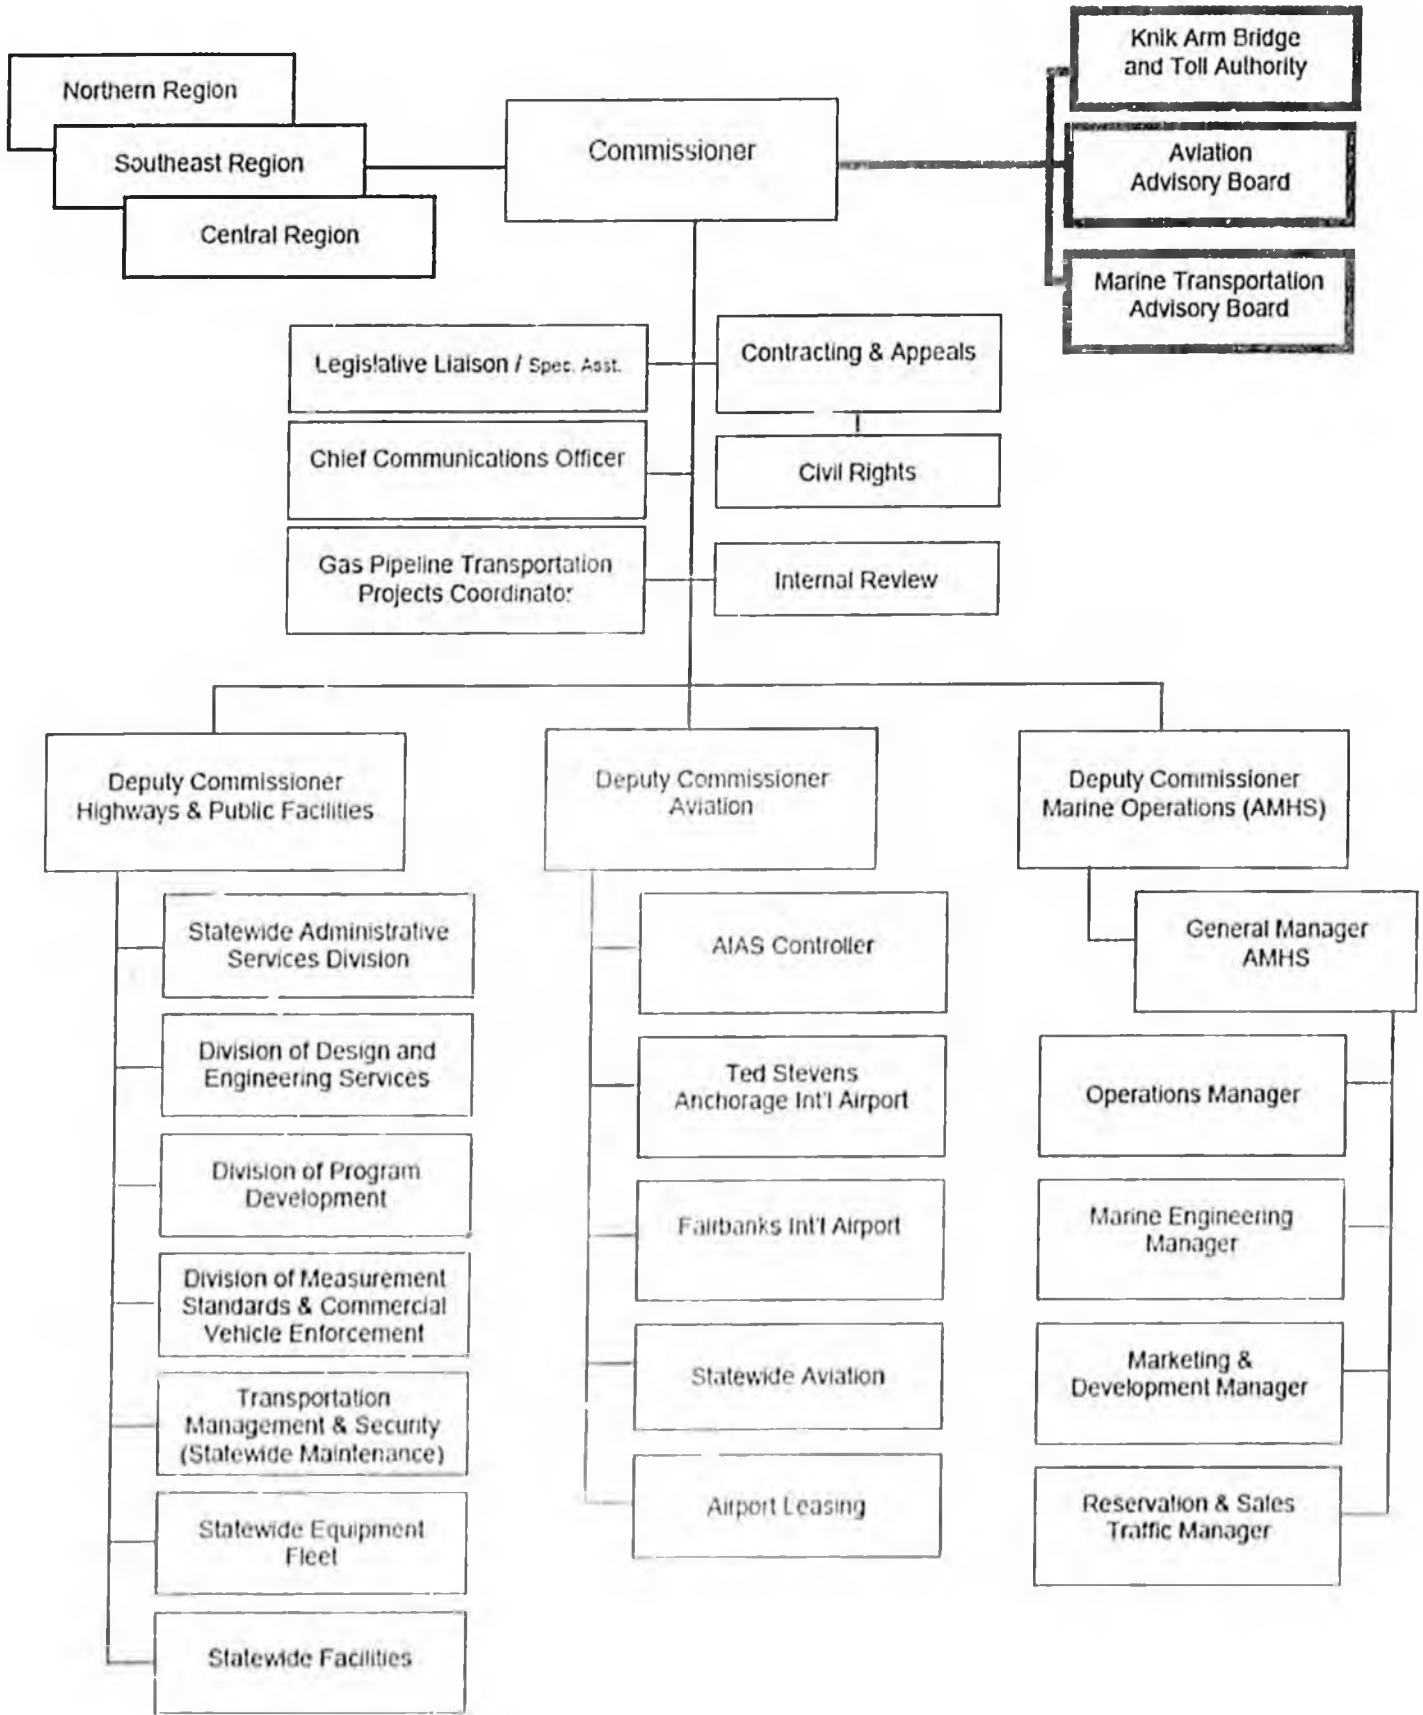 Knik Arm Bridge
and Toll Authority
Northern Region
Commissioner
Southeast Region
Aviation
Advisory Board
Central Region
Marine Transportation
Advisory Board
Legislative Liaison / Spec. Asst.
Contracting & Appeals
Chief Communications Officer
Civil Rights
Gas Pipeline Transportation
Projects Coordinator
Internal Review
Deputy Commissioner
Highways & Public Facilities
Deputy Commissioner
Aviation
Deputy Commissioner
Marine Operations (AMHS)
Statewide Administrative
Services Division
Division of Design and
Engineering Services
Division of Program
Development
Division of Measurement
Standards & Commercial
Vehicle Enforcement
Transportation
Management & Security
(Statewide Maintenance)
Statewide Equipment
Fleet
Statewide Facilities
AIAS Controller
Ted Stevens
Anchorage Int'l Airport
Fairbanks Int'l Airport
Statewide Aviation
Airport Leasing
General Manager
AMHS
Operations Manager
Marine Engineering
Manager
Marketing &
Development Manager
Reservation & Sales
Traffic Manager